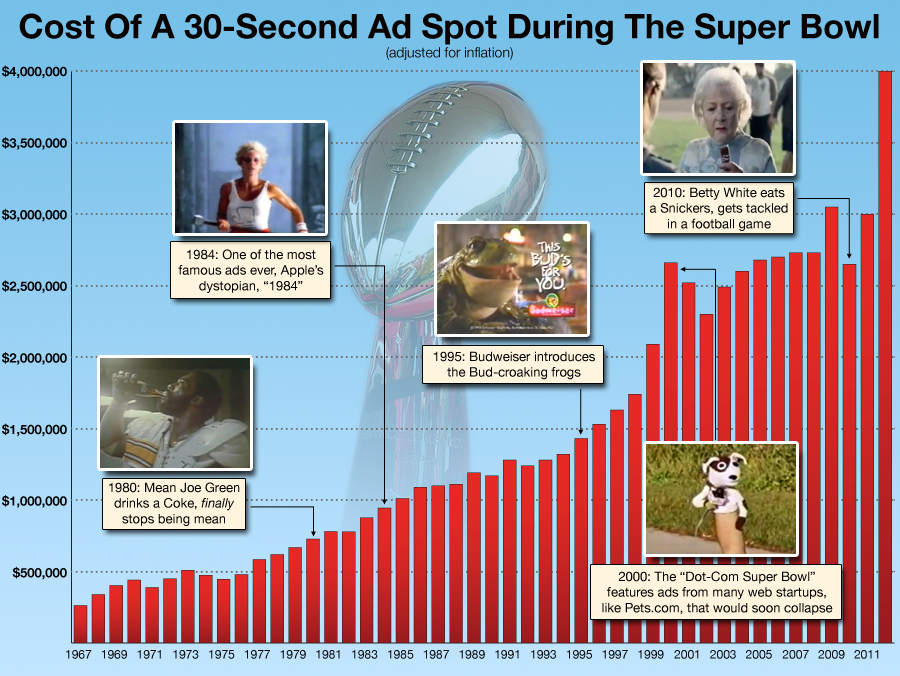 Cost Of A 30-Second Ad Spot During The Super Bowl
(adjusted for inflation)
$4,000,000
$3,500,000
$3,000,000
$2,500,000
$2,000,000
$1,500,000
$1,000,000
$500,000
2010: Betty White eats
a Snickers, gets tackled
in a football game
1984: One of the most
famous ads ever, Apple's
dystopian, "1984"
THIS
BUD'S
FOR
YOU.
Budweiser
1995: Budweiser introduces
the Bud-croaking frogs
1980: Mean Joe Green
drinks a Coke, finally
stops being mean
2000: The "Dot-Com Super Bowl"
features ads from many web startups,
like Pets.com, that would soon collapse
1967 1969 1971 1973 1975 1977 1979 1981 1983 1985 1987 1989 1991 1993 1995 1997 1999 2001 2003 2005 2007 2009 2011